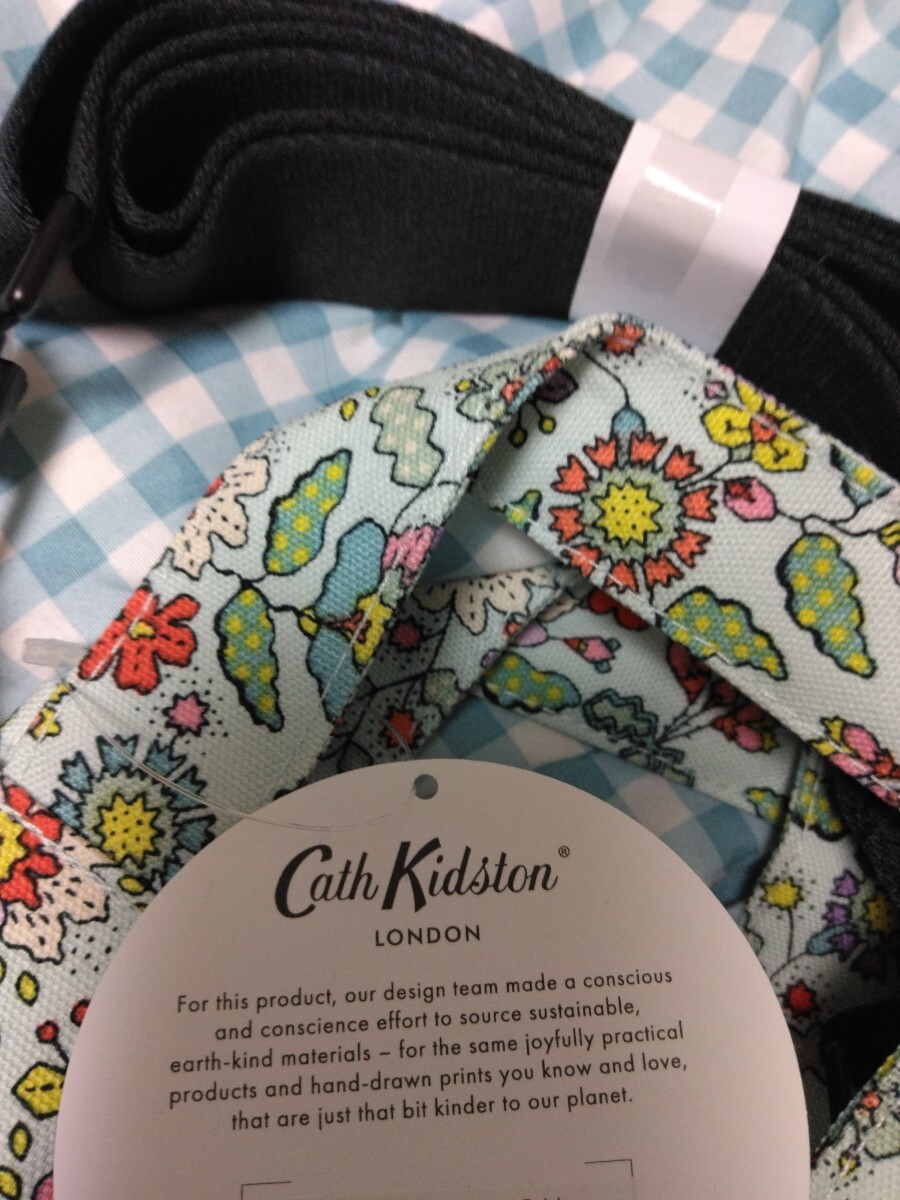 Cath Kidston®
LONDON
For this product, our design team made a conscious
and conscience effort to source sustainable,
earth-kind materials – for the same joyfully practical
products and hand-drawn prints you know and love,
that are just that bit kinder to our planet.